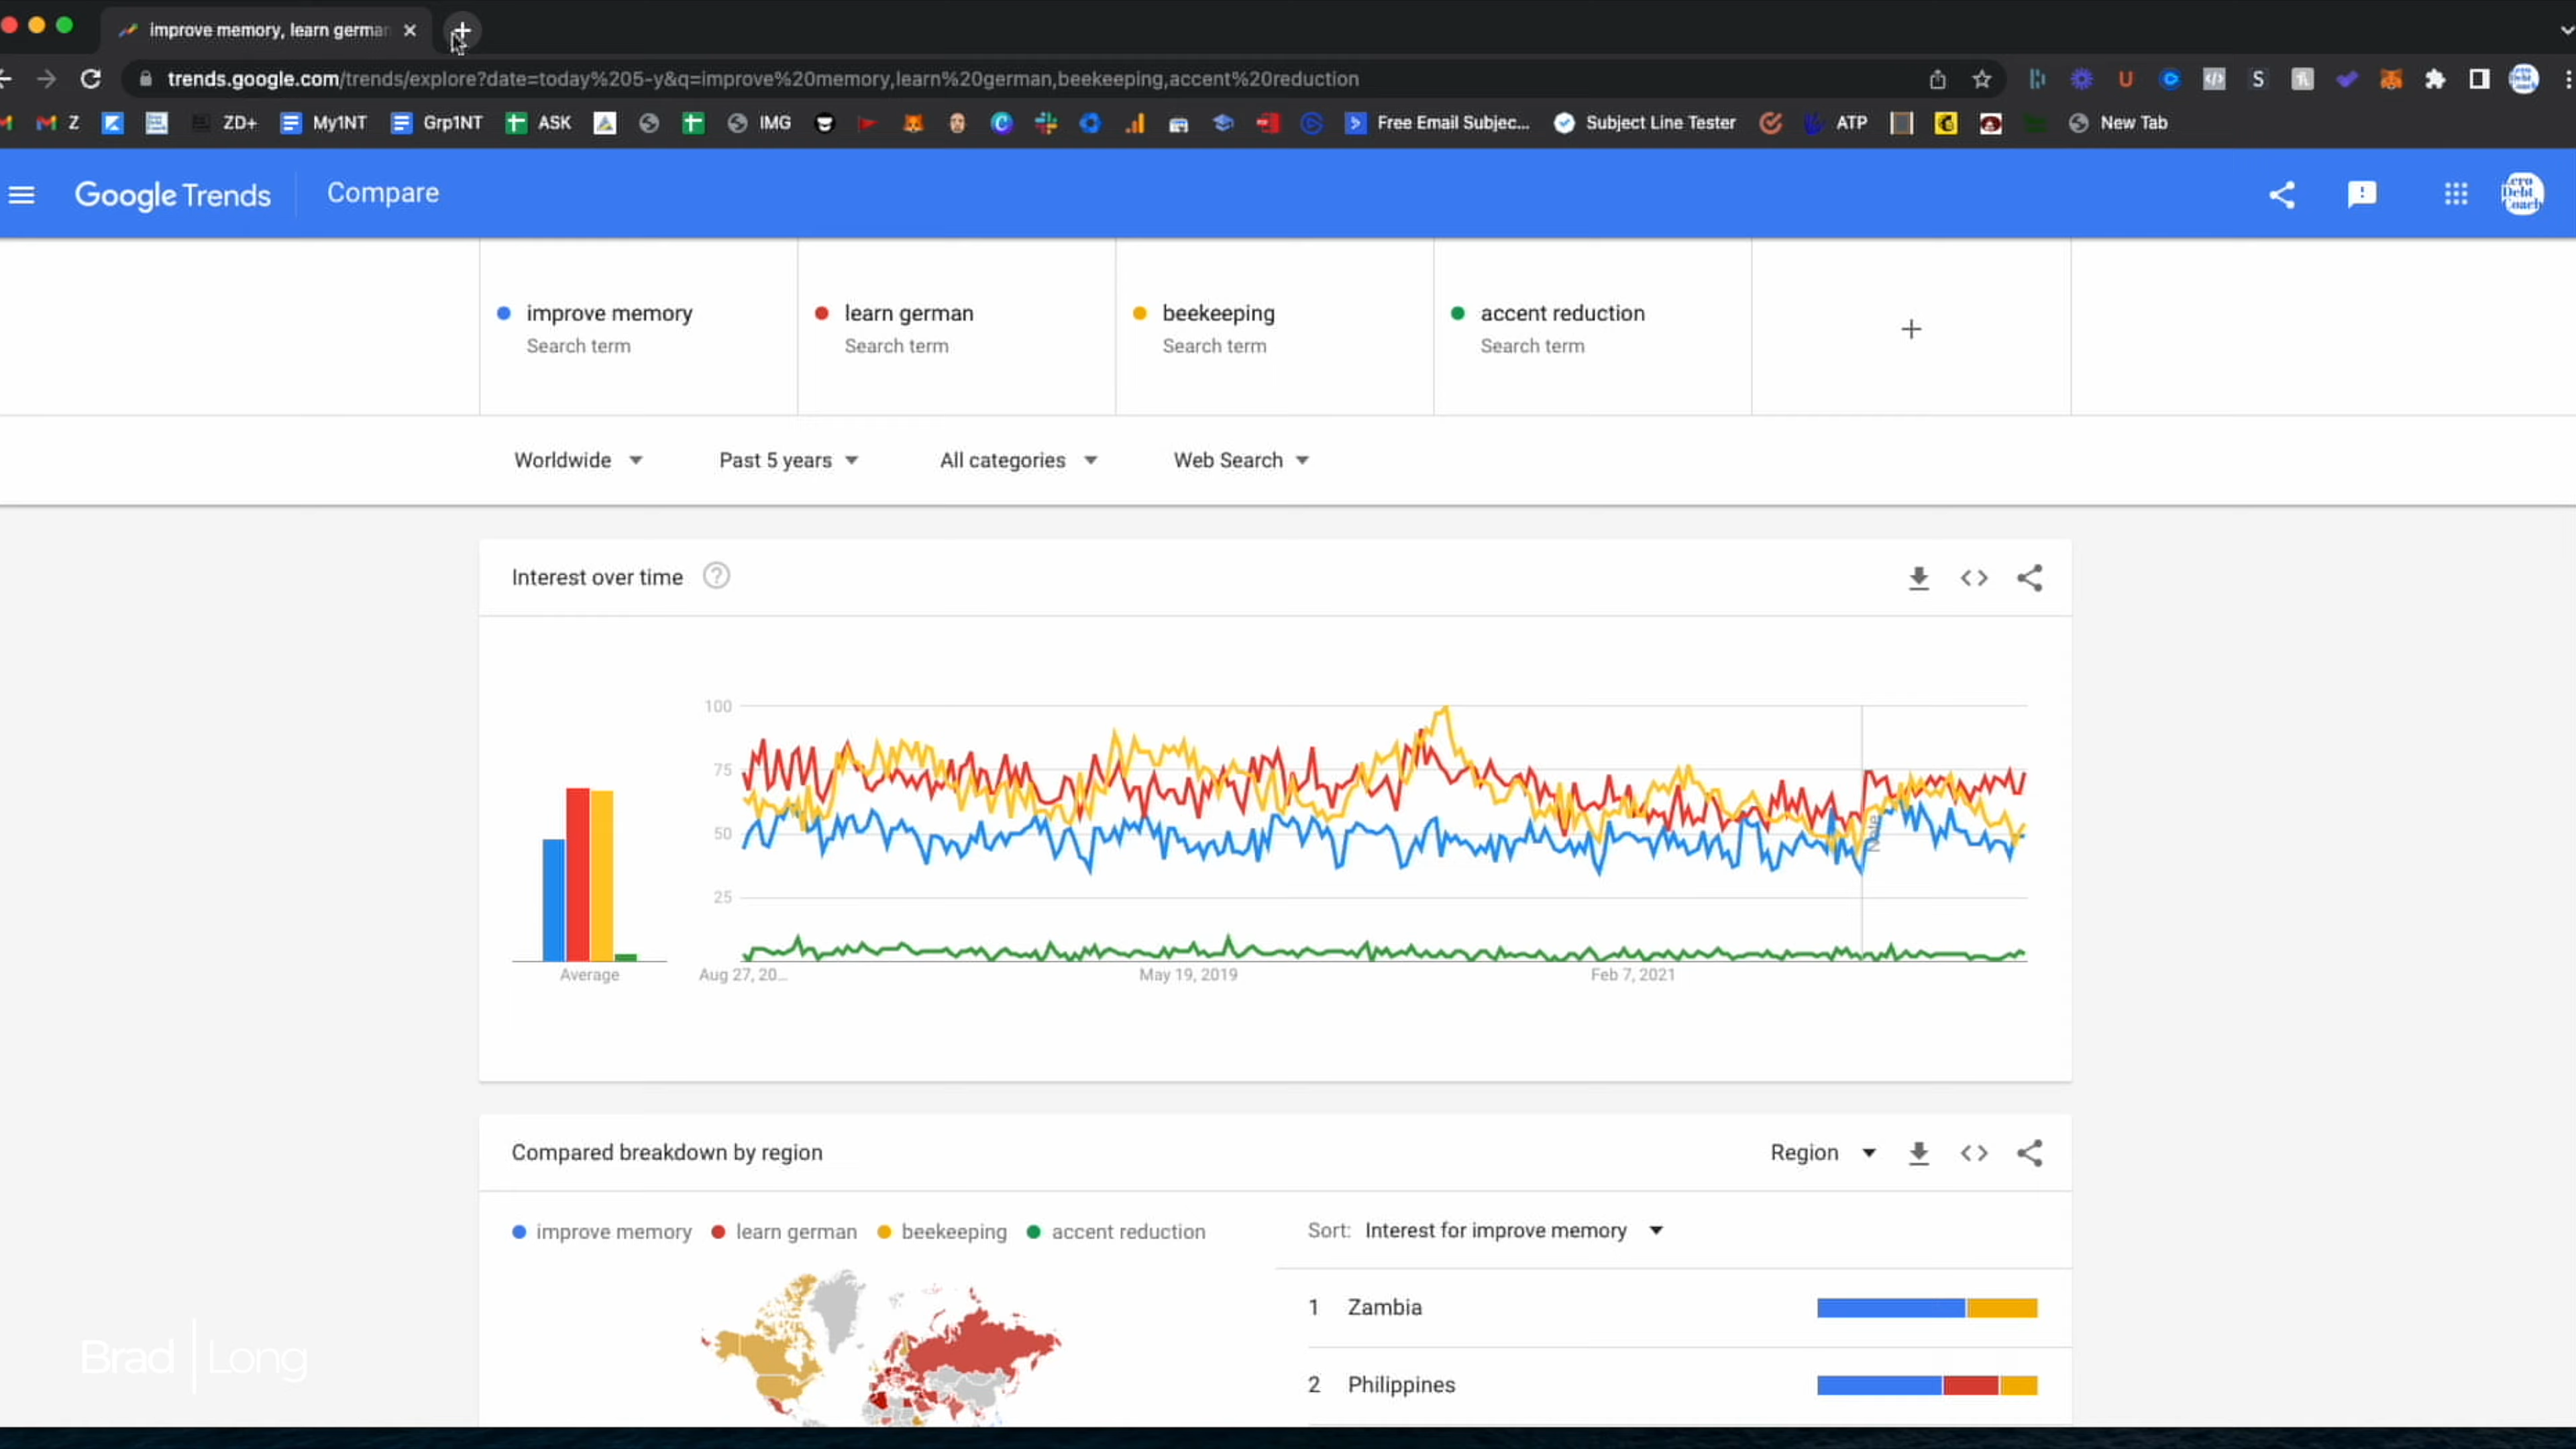 improve memory, learn german
trends.google.com/trends/explore?date=today%205-y&q=improve%20memory,learn%20german,beekeeping,accent%20reduction
Z ZD+ My1NT Grp1NT ASK IMG Free Email Subjec... Subject Line Tester ATP New Tab
Google Trends Compare
Zero Debt Coach
improve memory
Search term
learn german
Search term
beekeeping
Search term
accent reduction
Search term
Worldwide Past 5 years All categories Web Search
Interest over time
100
75
50
25
Note
Average Aug 27, 20... May 19, 2019 Feb 7, 2021
Compared breakdown by region Region
improve memory learn german beekeeping accent reduction
Sort: Interest for improve memory
1 Zambia
2 Philippines
Brad Long